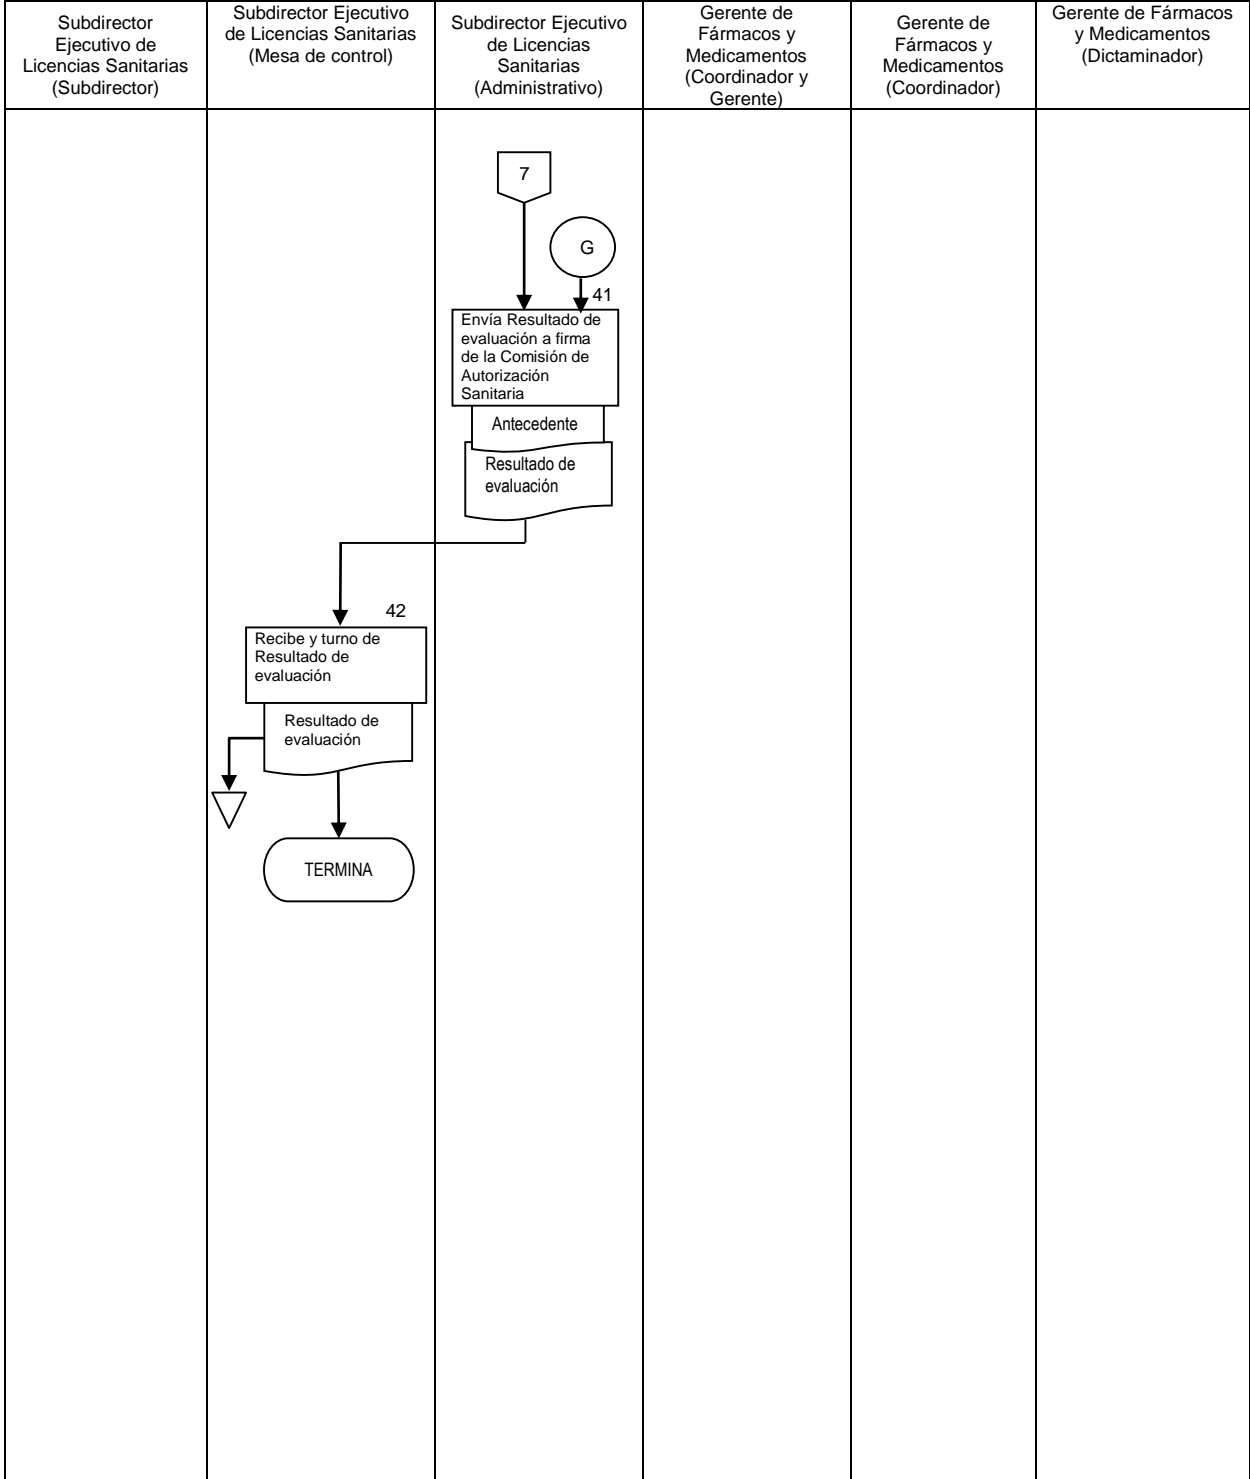 Subdirector
Ejecutivo de
Licencias Sanitarias
(Subdirector)
Subdirector Ejecutivo
de Licencias Sanitarias
(Mesa de control)
Subdirector Ejecutivo
de Licencias
Sanitarias
(Administrativo)
Gerente de
Fármacos y
Medicamentos
(Coordinador y
Gerente)
Gerente de
Fármacos y
Medicamentos
(Coordinador)
Gerente de Fármacos
y Medicamentos
(Dictaminador)
7
G
41
Envía Resultado de
evaluación a firma
de la Comisión de
Autorización
Sanitaria
Antecedente
Resultado de
evaluación
42
Recibe y turno de
Resultado de
evaluación
Resultado de
evaluación
TERMINA